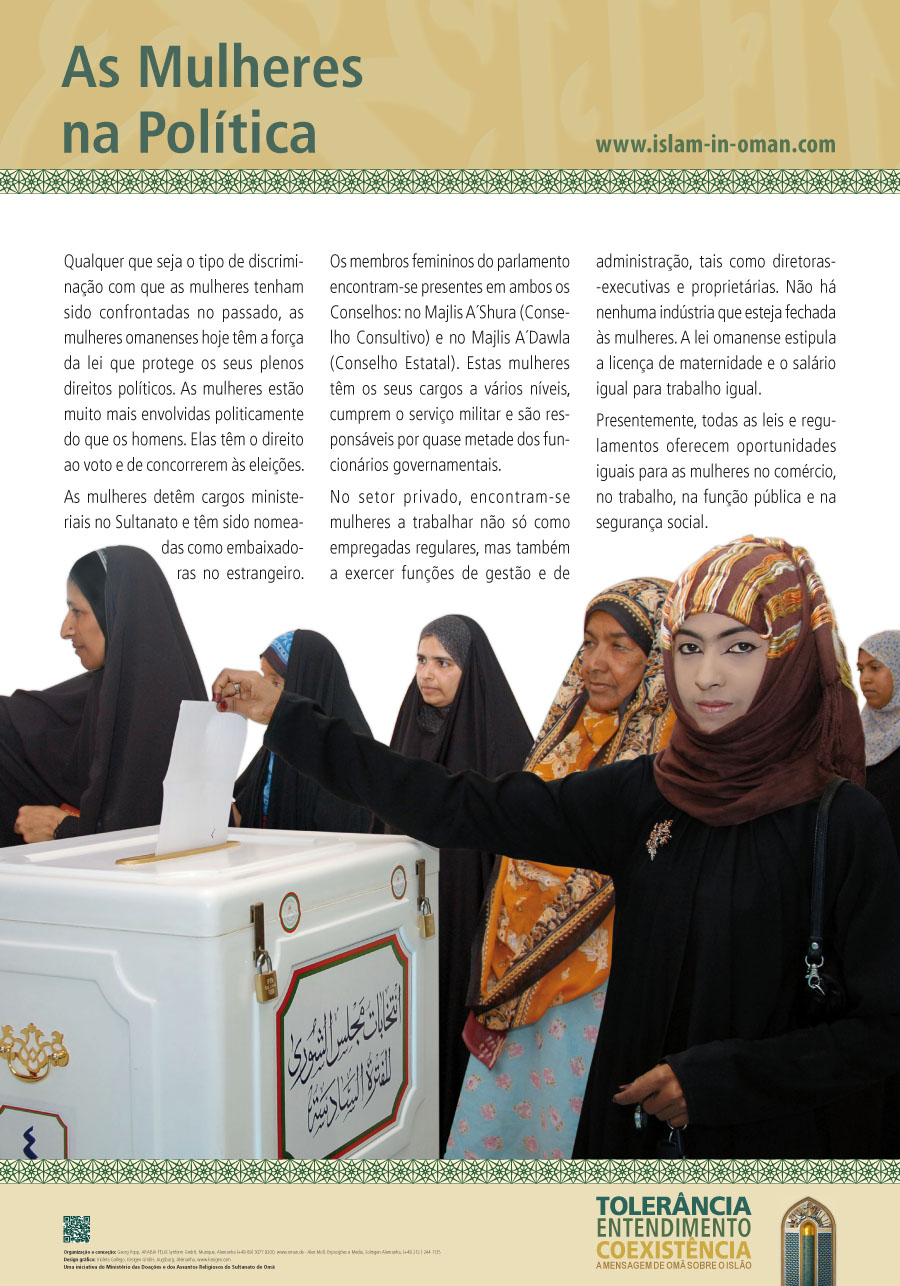 As Mulheres
na Política
www.islam-in-oman.com
Qualquer que seja o tipo de discrimi-
nação com que as mulheres tenham
sido confrontadas no passado, as
mulheres omanenses hoje têm a força
da lei que protege os seus plenos
direitos políticos. As mulheres estão
muito mais envolvidas politicamente
do que os homens. Elas têm o direito
ao voto e de concorrerem às eleições.
As mulheres detêm cargos ministe-
riais no Sultanato e têm sido nomea-
das como embaixado-
ras no estrangeiro.
Os membros femininos do parlamento
encontram-se presentes em ambos os
Conselhos: no Majlis A´Shura (Conse-
lho Consultivo) e no Majlis A´Dawla
(Conselho Estatal). Estas mulheres
têm os seus cargos a vários níveis,
cumprem o serviço militar e são res-
ponsáveis por quase metade dos fun-
cionários governamentais.
No setor privado, encontram-se
mulheres a trabalhar não só como
empregadas regulares, mas também
a exercer funções de gestão e de
administração, tais como diretoras-
-executivas e proprietárias. Não há
nenhuma indústria que esteja fechada
às mulheres. A lei omanense estipula
a licença de maternidade e o salário
igual para trabalho igual.
Presentemente, todas as leis e regu-
lamentos oferecem oportunidades
iguais para as mulheres no comércio,
no trabalho, na função pública e na
segurança social.
انتخابات مجلس الشورى
للفترة السادسة
٤
TOLERÂNCIA
ENTENDIMENTO
COEXISTÊNCIA
A MENSAGEM DE OMÃ SOBRE O ISLÃO
Organização e conceção: Georg Popp, ARABIA FELIX Synform GmbH, Munique, Alemanha
Uma iniciativa do Ministério das Doações e dos Assuntos Religiosos do Sultanato de Omã